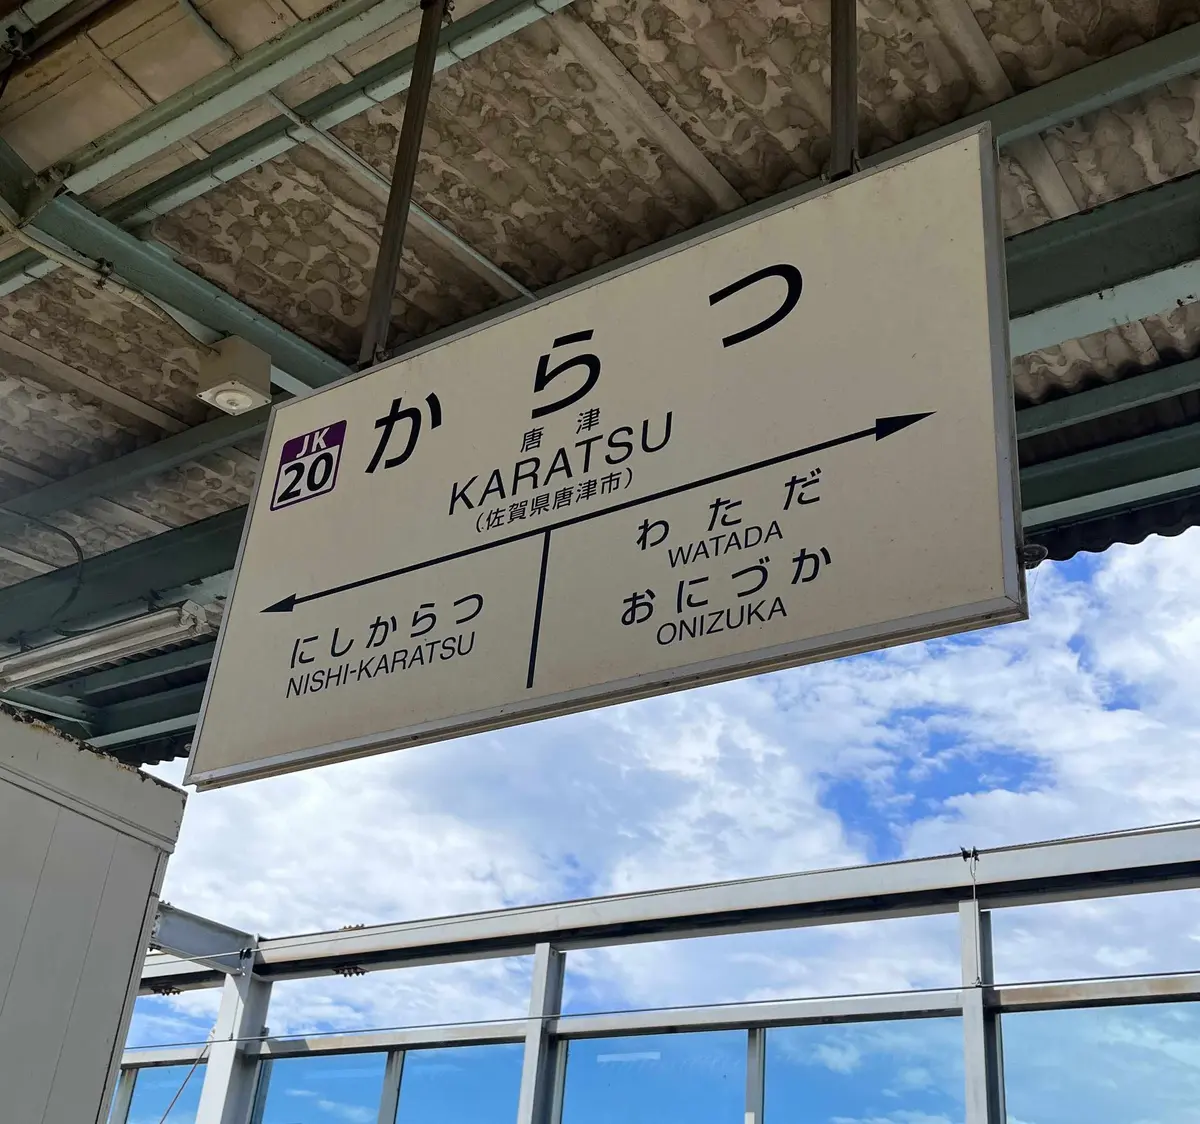 JK
20
からつ
唐津
KARATSU
(佐賀県唐津市)
にしからつ
NISHI-KARATSU
わただ
WATADA
おにづか
ONIZUKA